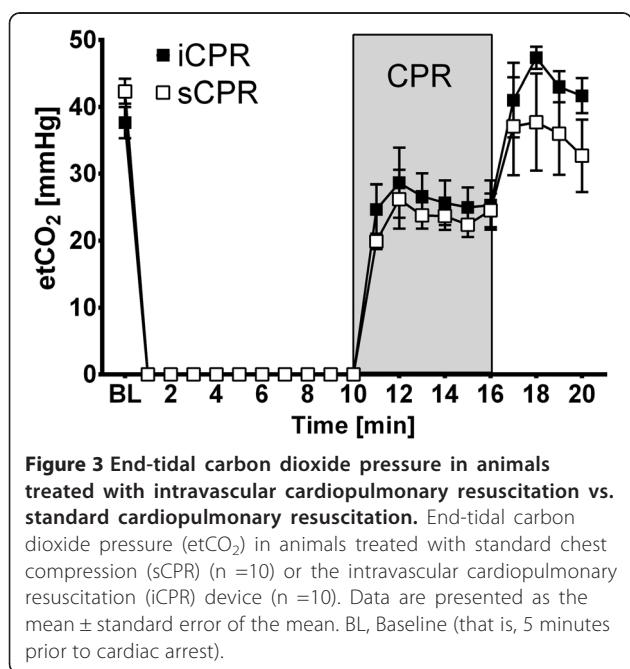 50
iCPR
sCPR
CPR
40
30
20
10
0
etCO₂ [mmHg]
BL 2 4 6 8 10 12 14 16 18 20
Time [min]
Figure 3 End-tidal carbon dioxide pressure in animals
treated with intravascular cardiopulmonary resuscitation vs.
standard cardiopulmonary resuscitation. End-tidal carbon
dioxide pressure (etCO₂) in animals treated with standard chest
compression (sCPR) (n =10) or the intravascular cardiopulmonary
resuscitation (iCPR) device (n =10). Data are presented as the
mean ± standard error of the mean. BL, Baseline (that is, 5 minutes
prior to cardiac arrest).